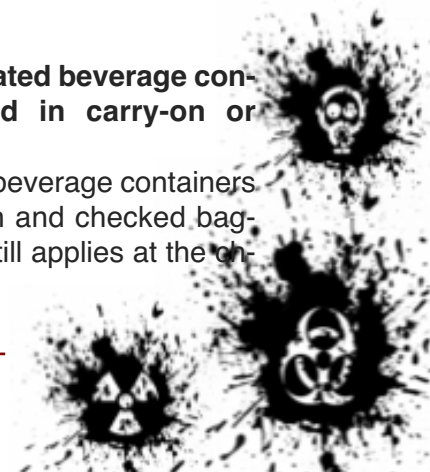 ated beverage con-
d in carry-on or
beverage containers
n and checked bag-
till applies at the ch-